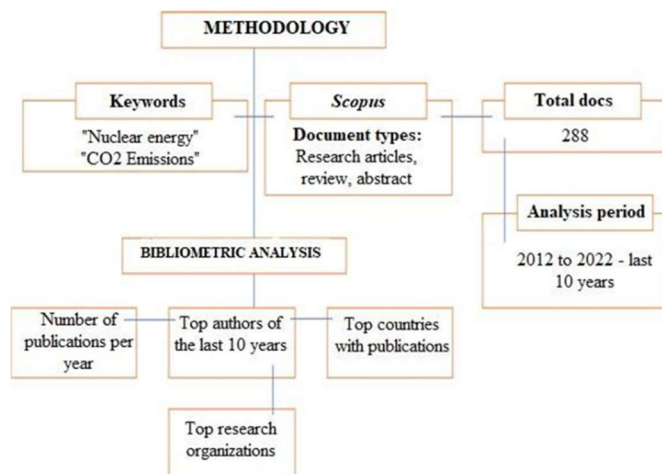 METHODOLOGY
Keywords
"Nuclear energy"
"CO2 Emissions"
Scopus
Document types:
Research articles,
review, abstract
Total docs
288
Analysis period
2012 to 2022 - last
10 years
BIBLIOMETRIC ANALYSIS
Number of
publications per
year
Top authors of
the last 10 years
Top countries
with publications
Top research
organizations